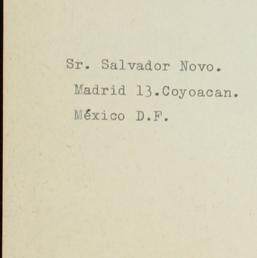 Sr. Salvador Novo.
Madrid 13.Coyoacan.
México D.F.